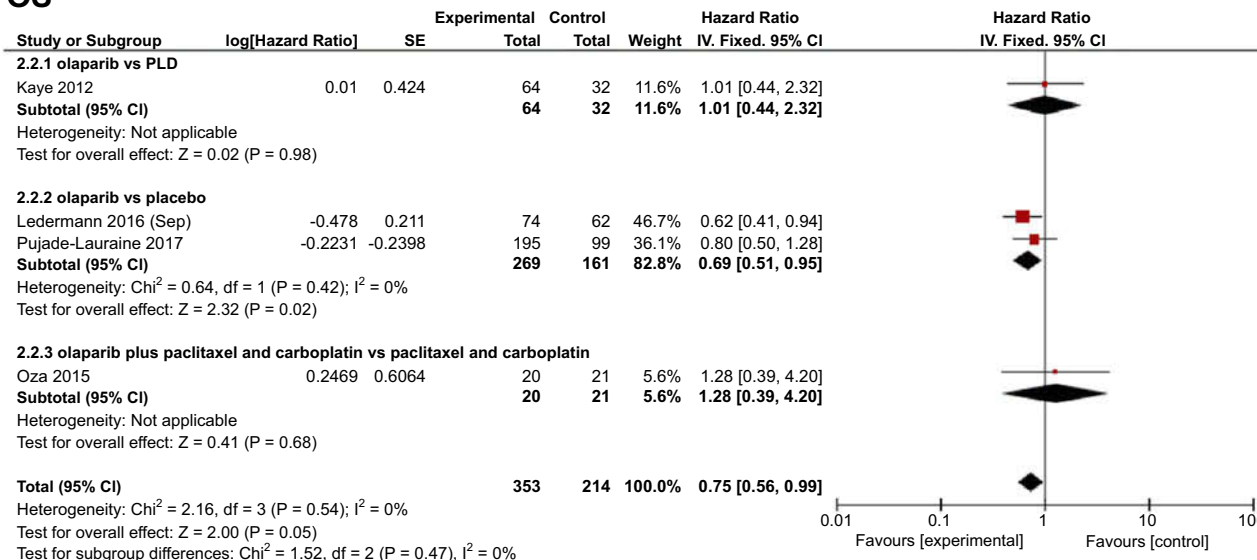 OS
Experimental Control Hazard Ratio Hazard Ratio
Study or Subgroup log[Hazard Ratio] SE Total Total Weight IV. Fixed. 95% CI IV. Fixed. 95% CI
2.2.1 olaparib vs PLD
Kaye 2012 0.01 0.424 64 32 11.6% 1.01 [0.44, 2.32]
Subtotal (95% CI) 64 32 11.6% 1.01 [0.44, 2.32]
Heterogeneity: Not applicable
Test for overall effect: Z = 0.02 (P = 0.98)
2.2.2 olaparib vs placebo
Ledermann 2016 (Sep) -0.478 0.211 74 62 46.7% 0.62 [0.41, 0.94]
Pujade-Lauraine 2017 -0.2231 -0.2398 195 99 36.1% 0.80 [0.50, 1.28]
Subtotal (95% CI) 269 161 82.8% 0.69 [0.51, 0.95]
Heterogeneity: Chi² = 0.64, df = 1 (P = 0.42); I² = 0%
Test for overall effect: Z = 2.32 (P = 0.02)
2.2.3 olaparib plus paclitaxel and carboplatin vs paclitaxel and carboplatin
Oza 2015 0.2469 0.6064 20 21 5.6% 1.28 [0.39, 4.20]
Subtotal (95% CI) 20 21 5.6% 1.28 [0.39, 4.20]
Heterogeneity: Not applicable
Test for overall effect: Z = 0.41 (P = 0.68)
Total (95% CI) 353 214 100.0% 0.75 [0.56, 0.99]
Heterogeneity: Chi² = 2.16, df = 3 (P = 0.54); I² = 0%
Test for overall effect: Z = 2.00 (P = 0.05)
Test for subgroup differences: Chi² = 1.52, df = 2 (P = 0.47), I² = 0%
0.01 0.1 1 10
Favours [experimental] Favours [control]